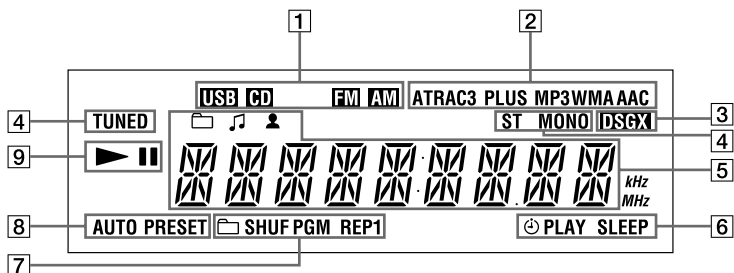 1 2
USB CD FM AM ATRAC3 PLUS MP3 WMA AAC
4 TUNED ST MONO DSGX 3
4
9
5
kHz
MHz
8 AUTO PRESET SHUF PGM REP1 PLAY SLEEP 6
7